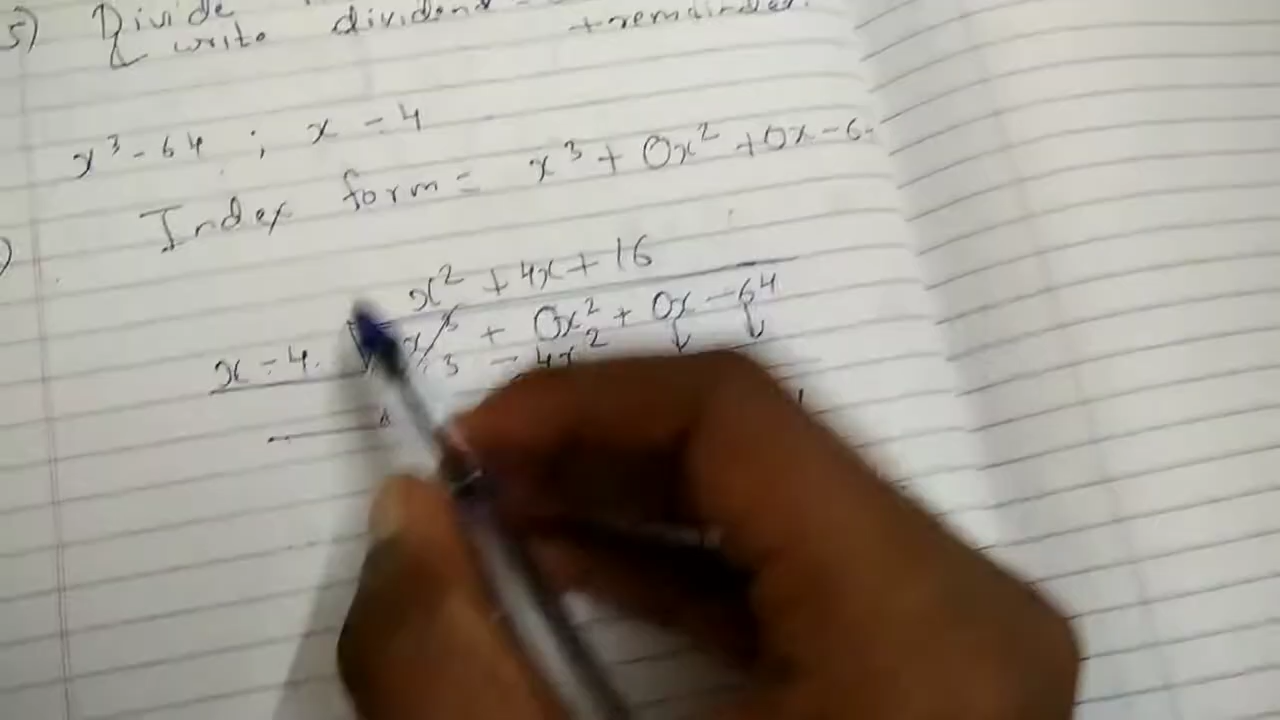 5) Divide
& write dividend =
+remainder.
x³ - 64 ; x - 4
Index form = x³ + 0x² + 0x - 6
)
x² + 4x + 16
x - 4 x³ + 0x² + 0x - 64
3 - 4x²